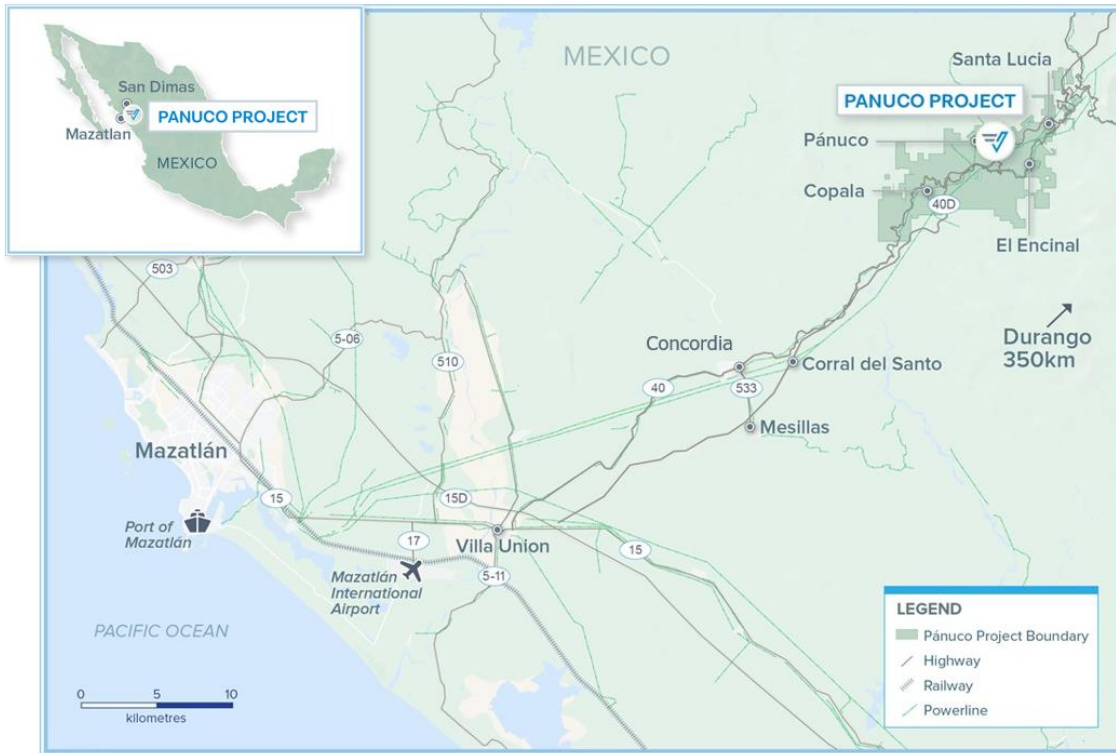 San Dimas
PANUCO PROJECT
Mazatlan
MEXICO
MEXICO
Santa Lucia
PANUCO PROJECT
Pánuco
Copala
40D
El Encinal
Durango
350km
503
5-06
510
Concordia
40
533
Corral del Santo
Mesillas
Mazatlán
15
15D
Port of
Mazatlán
17
Villa Union
15
5-11
Mazatlán
International
Airport
PACIFIC OCEAN
0 5 10
kilometres
LEGEND
Pánuco Project Boundary
Highway
Railway
Powerline